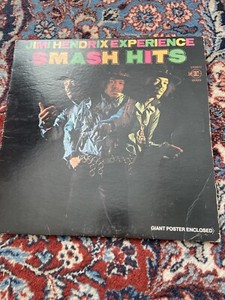 JIMI HENDRIX EXPERIENCE
SMASH HITS
(GIANT POSTER ENCLOSED)